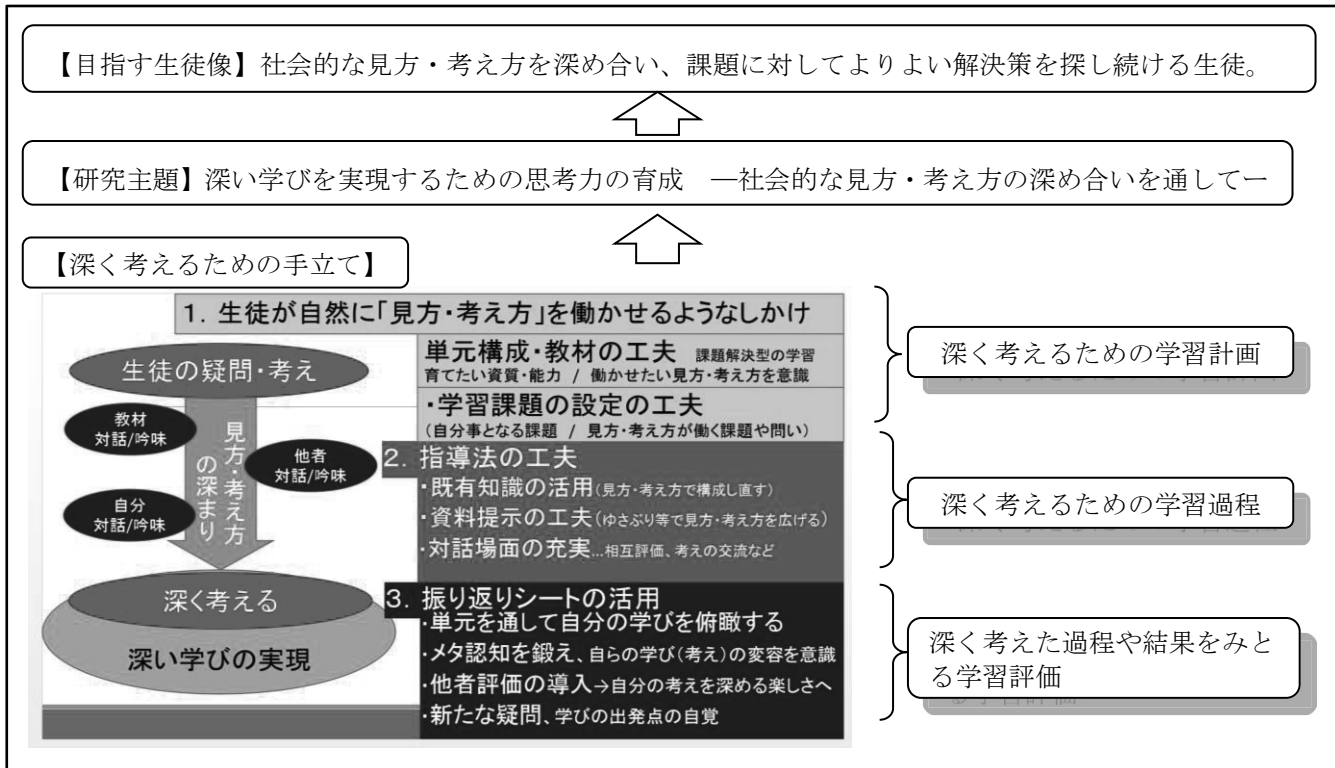 【目指す生徒像】社会的な見方・考え方を深め合い、課題に対してよりよい解決策を探し続ける生徒。
【研究主題】深い学びを実現するための思考力の育成　―社会的な見方・考え方の深め合いを通してー
【深く考えるための手立て】
1. 生徒が自然に「見方・考え方」を働かせるようなしかけ
単元構成・教材の工夫 課題解決型の学習
育てたい資質・能力 / 働かせたい見方・考え方を意識
・学習課題の設定の工夫
(自分事となる課題 / 見方・考え方が働く課題や問い)
生徒の疑問・考え
教材
対話/吟味
他者
対話/吟味
自分
対話/吟味
見方・考え方
の深まり
深く考える
深い学びの実現
2. 指導法の工夫
・既有知識の活用(見方・考え方で構成し直す)
・資料提示の工夫(ゆさぶり等で見方・考え方を広げる)
・対話場面の充実...相互評価、考えの交流など
3. 振り返りシートの活用
・単元を通して自分の学びを俯瞰する
・メタ認知を鍛え、自らの学び(考え)の変容を意識
・他者評価の導入→自分の考えを深める楽しさへ
・新たな疑問、学びの出発点の自覚
深く考えるための学習計画
深く考えるための学習過程
深く考えた過程や結果をみと
る学習評価